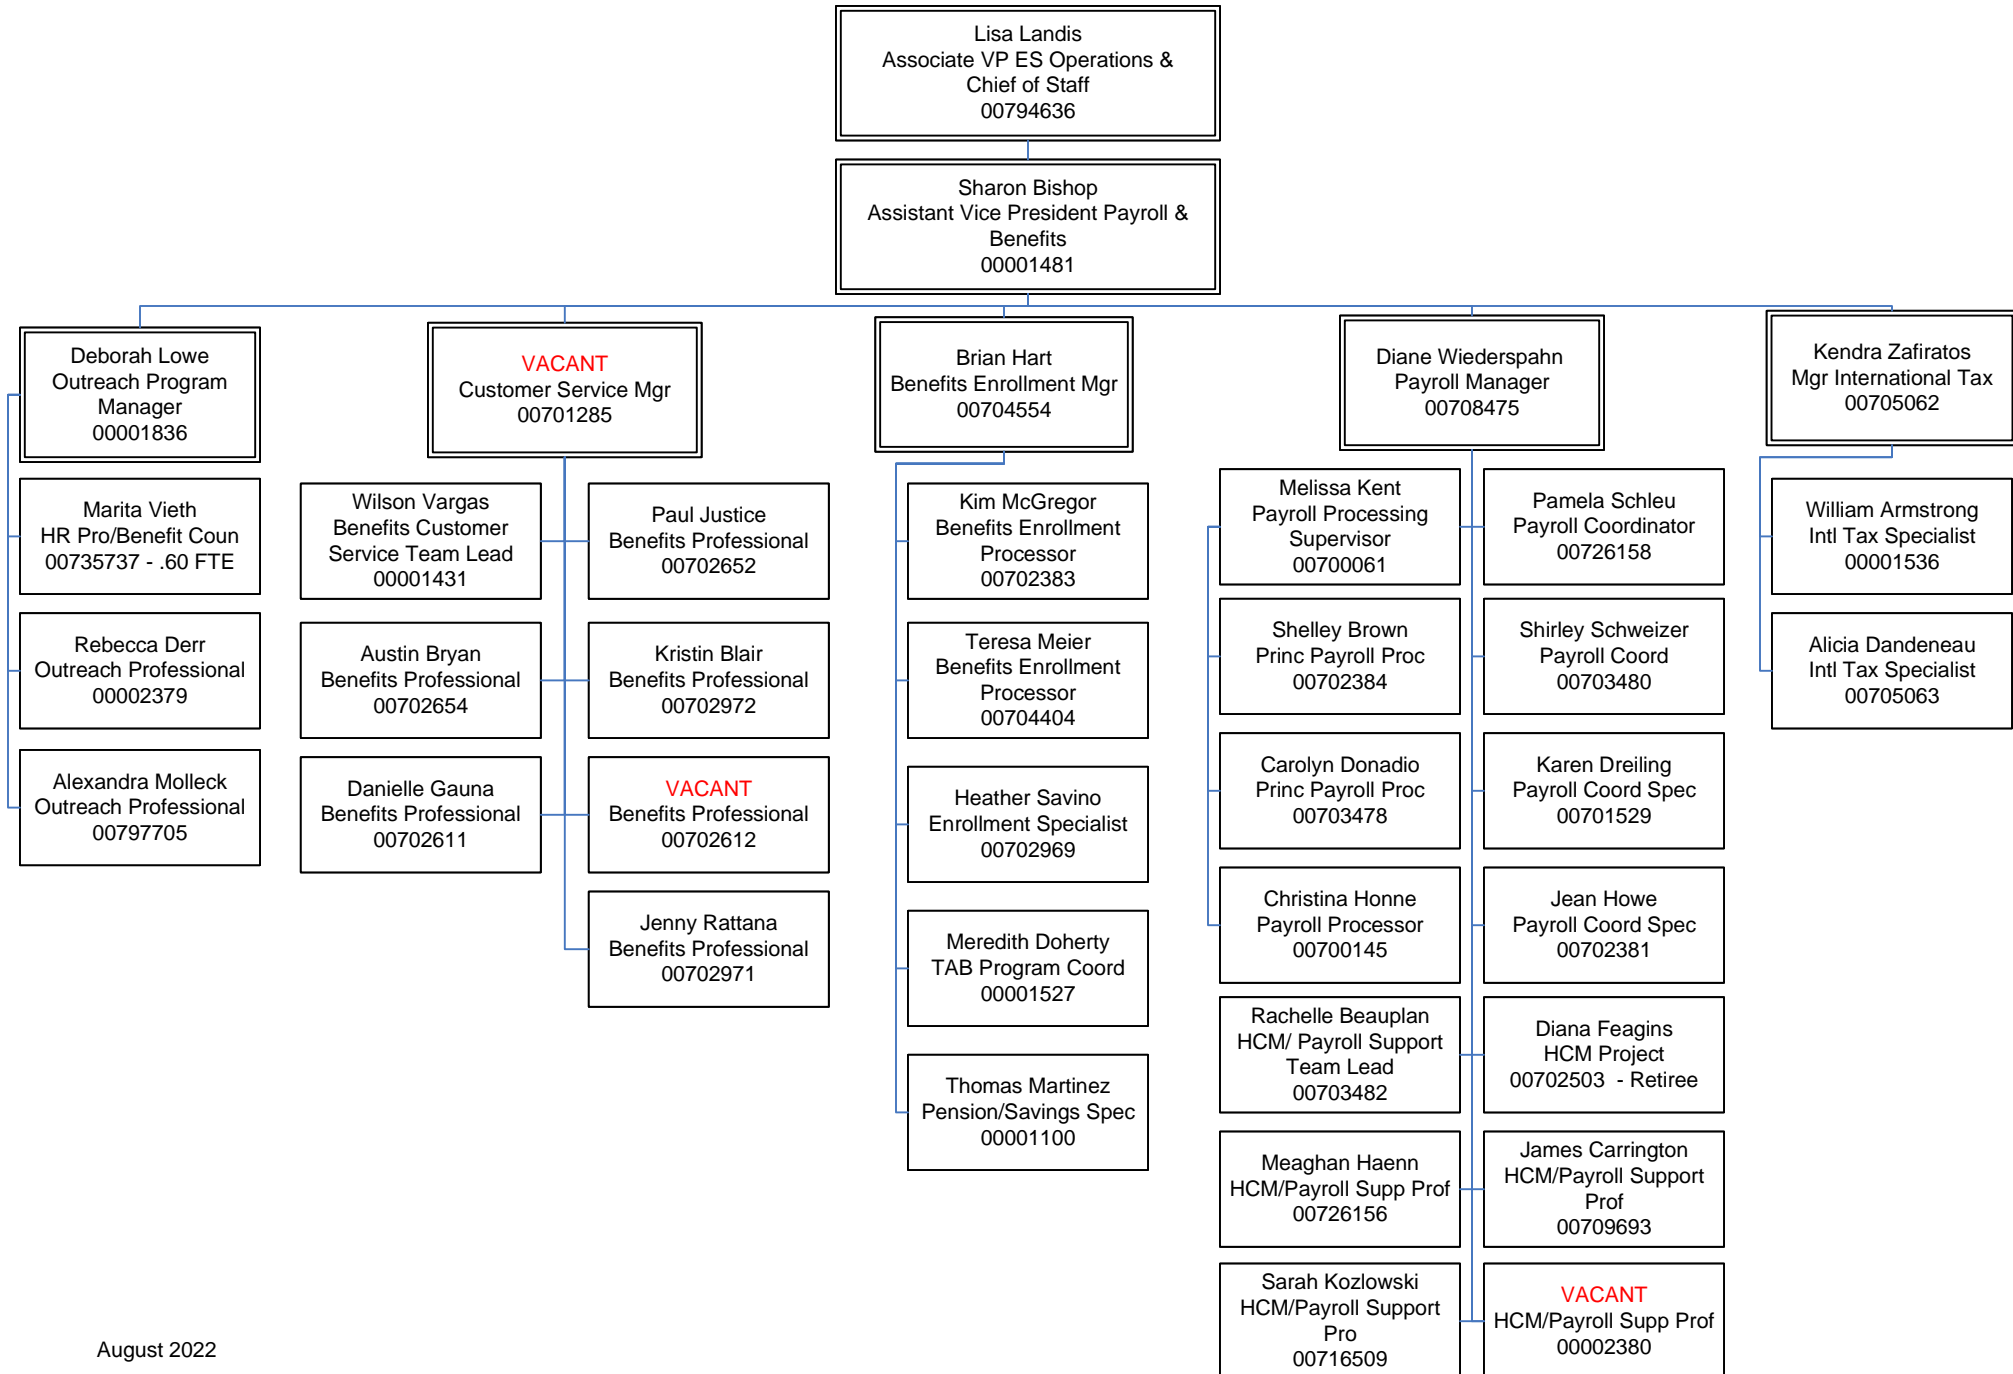 Lisa Landis
Associate VP ES Operations &
Chief of Staff
00794636
Sharon Bishop
Assistant Vice President Payroll &
Benefits
00001481
Deborah Lowe
Outreach Program
Manager
00001836
VACANT
Customer Service Mgr
00701285
Brian Hart
Benefits Enrollment Mgr
00704554
Diane Wiederspahn
Payroll Manager
00708475
Kendra Zafiratos
Mgr International Tax
00705062
Marita Vieth
HR Pro/Benefit Coun
00735737 - .60 FTE
Rebecca Derr
Outreach Professional
00002379
Alexandra Molleck
Outreach Professional
00797705
Wilson Vargas
Benefits Customer
Service Team Lead
00001431
Paul Justice
Benefits Professional
00702652
Austin Bryan
Benefits Professional
00702654
Kristin Blair
Benefits Professional
00702972
Danielle Gauna
Benefits Professional
00702611
VACANT
Benefits Professional
00702612
Jenny Rattana
Benefits Professional
00702971
Kim McGregor
Benefits Enrollment
Processor
00702383
Teresa Meier
Benefits Enrollment
Processor
00704404
Heather Savino
Enrollment Specialist
00702969
Meredith Doherty
TAB Program Coord
00001527
Thomas Martinez
Pension/Savings Spec
00001100
Melissa Kent
Payroll Processing
Supervisor
00700061
Pamela Schleu
Payroll Coordinator
00726158
Shelley Brown
Princ Payroll Proc
00702384
Shirley Schweizer
Payroll Coord
00703480
Carolyn Donadio
Princ Payroll Proc
00703478
Karen Dreiling
Payroll Coord Spec
00701529
Christina Honne
Payroll Processor
00700145
Jean Howe
Payroll Coord Spec
00702381
Rachelle Beauplan
HCM/ Payroll Support
Team Lead
00703482
Diana Feagins
HCM Project
00702503  - Retiree
Meaghan Haenn
HCM/Payroll Supp Prof
00726156
James Carrington
HCM/Payroll Support
Prof
00709693
Sarah Kozlowski
HCM/Payroll Support
Pro
00716509
VACANT
HCM/Payroll Supp Prof
00002380
William Armstrong
Intl Tax Specialist
00001536
Alicia Dandeneau
Intl Tax Specialist
00705063
August 2022